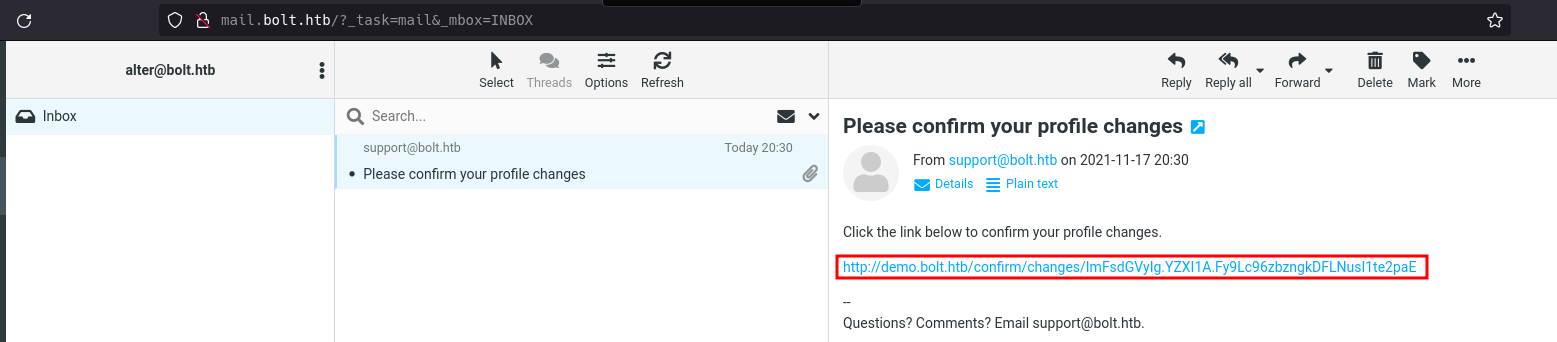 mail.bolt.htb/?_task=mail&_mbox=INBOX
alter@bolt.htb
Select Threads Options Refresh
Reply Reply all Forward Delete Mark More
Inbox
Search...
support@bolt.htb Today 20:30
Please confirm your profile changes
Please confirm your profile changes
From support@bolt.htb on 2021-11-17 20:30
Details Plain text
Click the link below to confirm your profile changes.
http://demo.bolt.htb/confirm/changes/ImFsdGVyIg.YZXI1A.Fy9Lc96zbzngkDFLNusI1te2paE
--
Questions? Comments? Email support@bolt.htb.